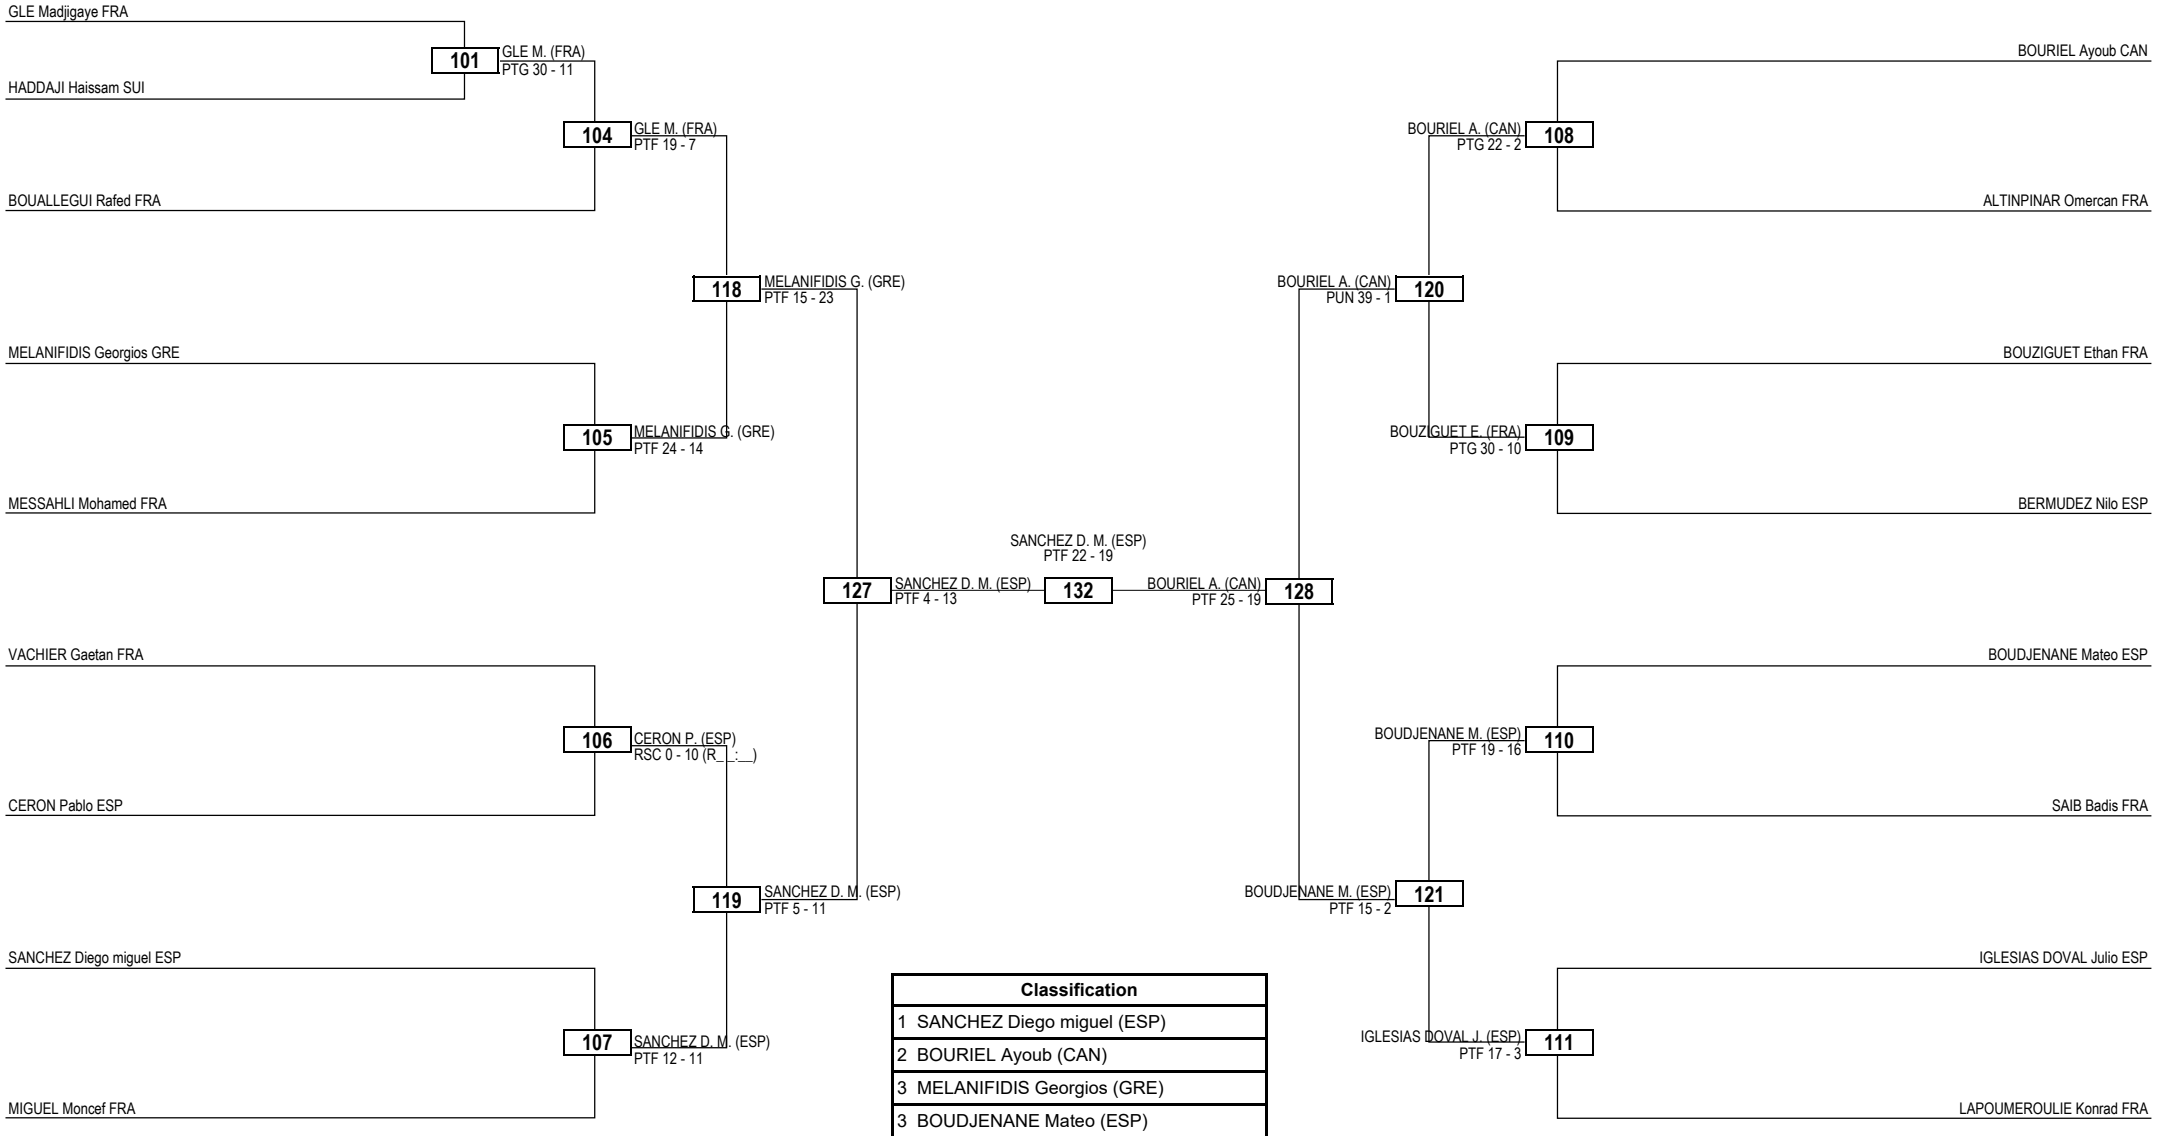 GLE Madjigaye FRA
101
GLE M. (FRA)
PTG 30 - 11
HADDAJI Haissam SUI
104
GLE M. (FRA)
PTF 19 - 7
BOUALLEGUI Rafed FRA
118
MELANIFIDIS G. (GRE)
PTF 15 - 23
MELANIFIDIS Georgios GRE
105
MELANIFIDIS G. (GRE)
PTF 24 - 14
MESSAHLI Mohamed FRA
127
SANCHEZ D. M. (ESP)
PTF 4 - 13
VACHIER Gaetan FRA
106
CERON P. (ESP)
RSC 0 - 10 (R_ _:__)
CERON Pablo ESP
119
SANCHEZ D. M. (ESP)
PTF 5 - 11
SANCHEZ Diego miguel ESP
107
SANCHEZ D. M. (ESP)
PTF 12 - 11
MIGUEL Moncef FRA
SANCHEZ D. M. (ESP)
PTF 22 - 19
132
BOURIEL A. (CAN)
PTF 25 - 19
128
BOURIEL Ayoub CAN
BOURIEL A. (CAN)
PTG 22 - 2
108
ALTINPINAR Omercan FRA
BOURIEL A. (CAN)
PUN 39 - 1
120
BOUZIGUET Ethan FRA
BOUZIGUET E. (FRA)
PTG 30 - 10
109
BERMUDEZ Nilo ESP
BOUDJENANE Mateo ESP
BOUDJENANE M. (ESP)
PTF 19 - 16
110
SAIB Badis FRA
BOUDJENANE M. (ESP)
PTF 15 - 2
121
IGLESIAS DOVAL Julio ESP
IGLESIAS DOVAL J. (ESP)
PTF 17 - 3
111
LAPOUMEROULIE Konrad FRA
Classification
1 SANCHEZ Diego miguel (ESP)
2 BOURIEL Ayoub (CAN)
3 MELANIFIDIS Georgios (GRE)
3 BOUDJENANE Mateo (ESP)